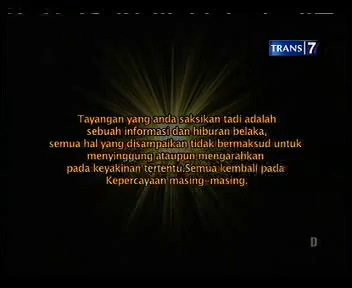 TRANS|7
Tayangan yang anda saksikan tadi adalah
sebuah informasi dan hiburan belaka,
semua hal yang disampaikan tidak bermaksud untuk
menyinggung ataupun mengarahkan
pada keyakinan tertentu.Semua kembali pada
Kepercayaan masing-masing.
D